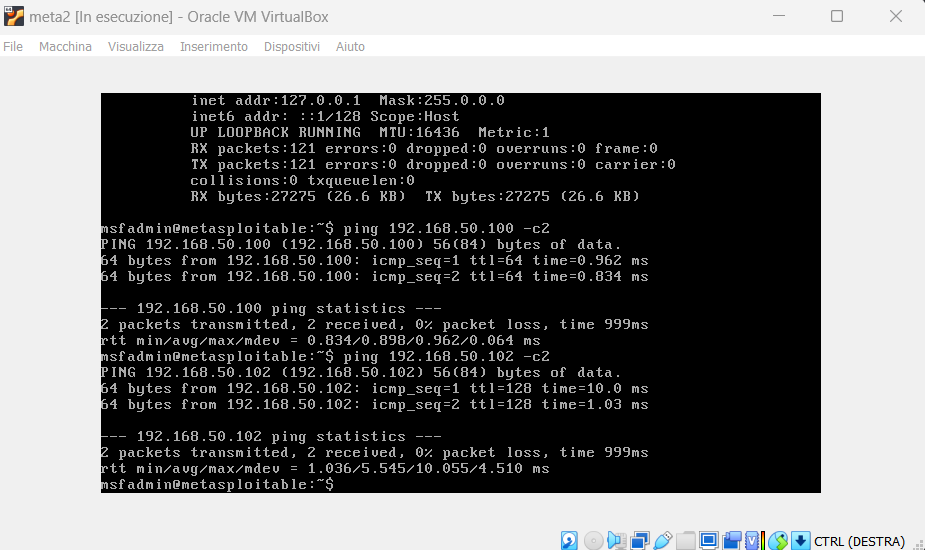 meta2 [In esecuzione] - Oracle VM VirtualBox
File Macchina Visualizza Inserimento Dispositivi Aiuto
inet addr:127.0.0.1  Mask:255.0.0.0
inet6 addr: ::1/128 Scope:Host
UP LOOPBACK RUNNING  MTU:16436  Metric:1
RX packets:121 errors:0 dropped:0 overruns:0 frame:0
TX packets:121 errors:0 dropped:0 overruns:0 carrier:0
collisions:0 txqueuelen:0
RX bytes:27275 (26.6 KB)  TX bytes:27275 (26.6 KB)
msfadmin@metasploitable:~$ ping 192.168.50.100 -c2
PING 192.168.50.100 (192.168.50.100) 56(84) bytes of data.
64 bytes from 192.168.50.100: icmp_seq=1 ttl=64 time=0.962 ms
64 bytes from 192.168.50.100: icmp_seq=2 ttl=64 time=0.834 ms
--- 192.168.50.100 ping statistics ---
2 packets transmitted, 2 received, 0% packet loss, time 999ms
rtt min/avg/max/mdev = 0.834/0.898/0.962/0.064 ms
msfadmin@metasploitable:~$ ping 192.168.50.102 -c2
PING 192.168.50.102 (192.168.50.102) 56(84) bytes of data.
64 bytes from 192.168.50.102: icmp_seq=1 ttl=128 time=10.0 ms
64 bytes from 192.168.50.102: icmp_seq=2 ttl=128 time=1.03 ms
--- 192.168.50.102 ping statistics ---
2 packets transmitted, 2 received, 0% packet loss, time 999ms
rtt min/avg/max/mdev = 1.036/5.545/10.055/4.510 ms
msfadmin@metasploitable:~$
CTRL (DESTRA)